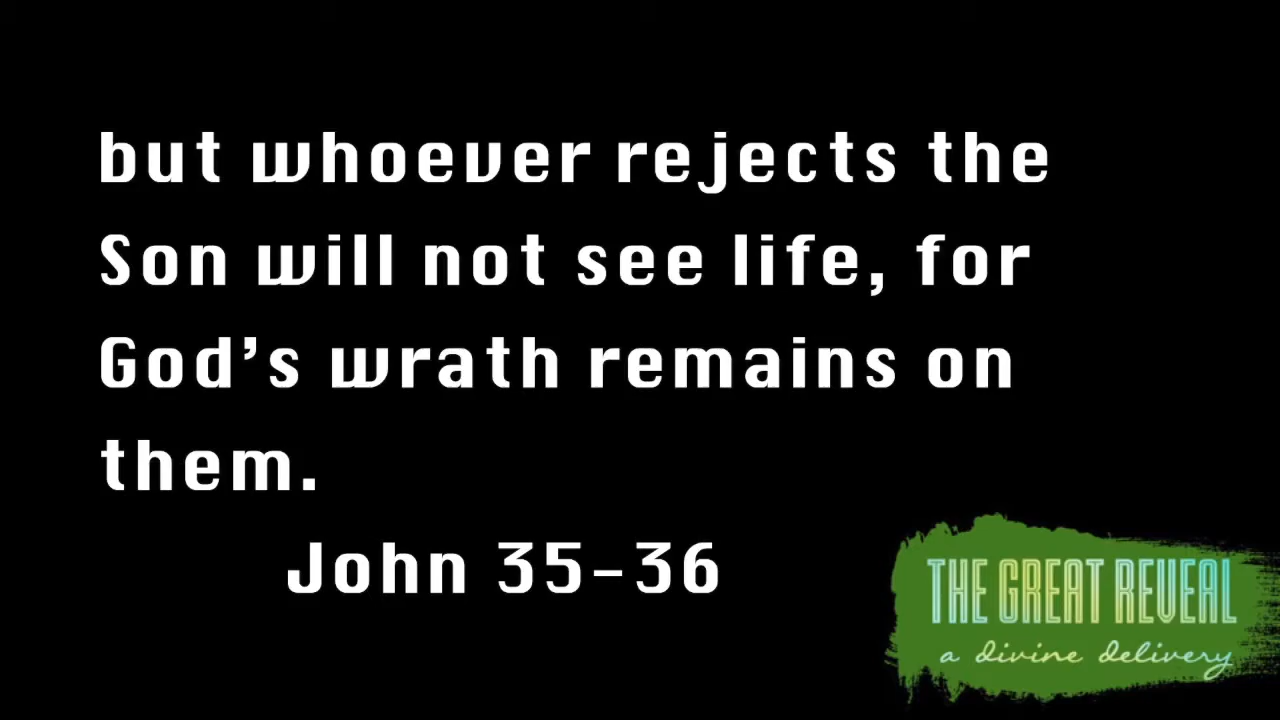 but whoever rejects the
Son will not see life, for
God’s wrath remains on
them.
John 35-36
THE GREAT REVEAL
a divine delivery